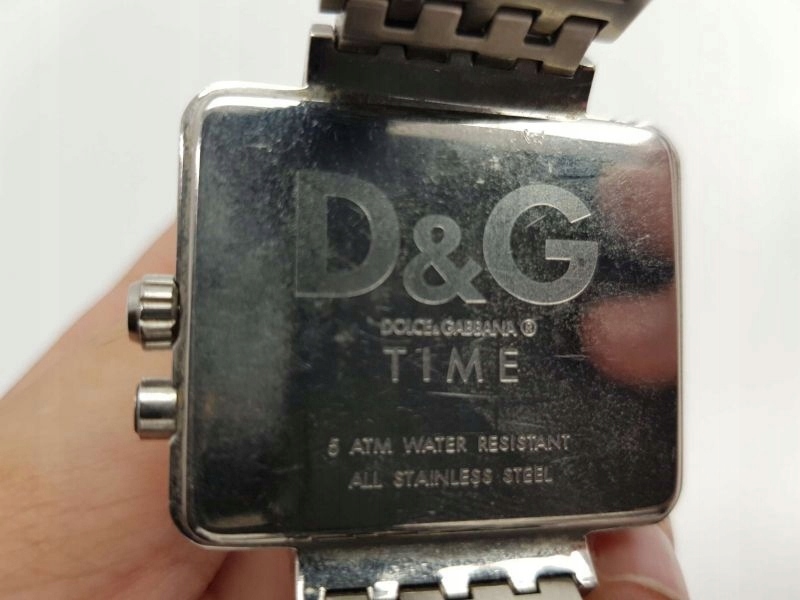 D&G
DOLCE&GABBANA ®
TIME
5 ATM WATER RESISTANT
ALL STAINLESS STEEL